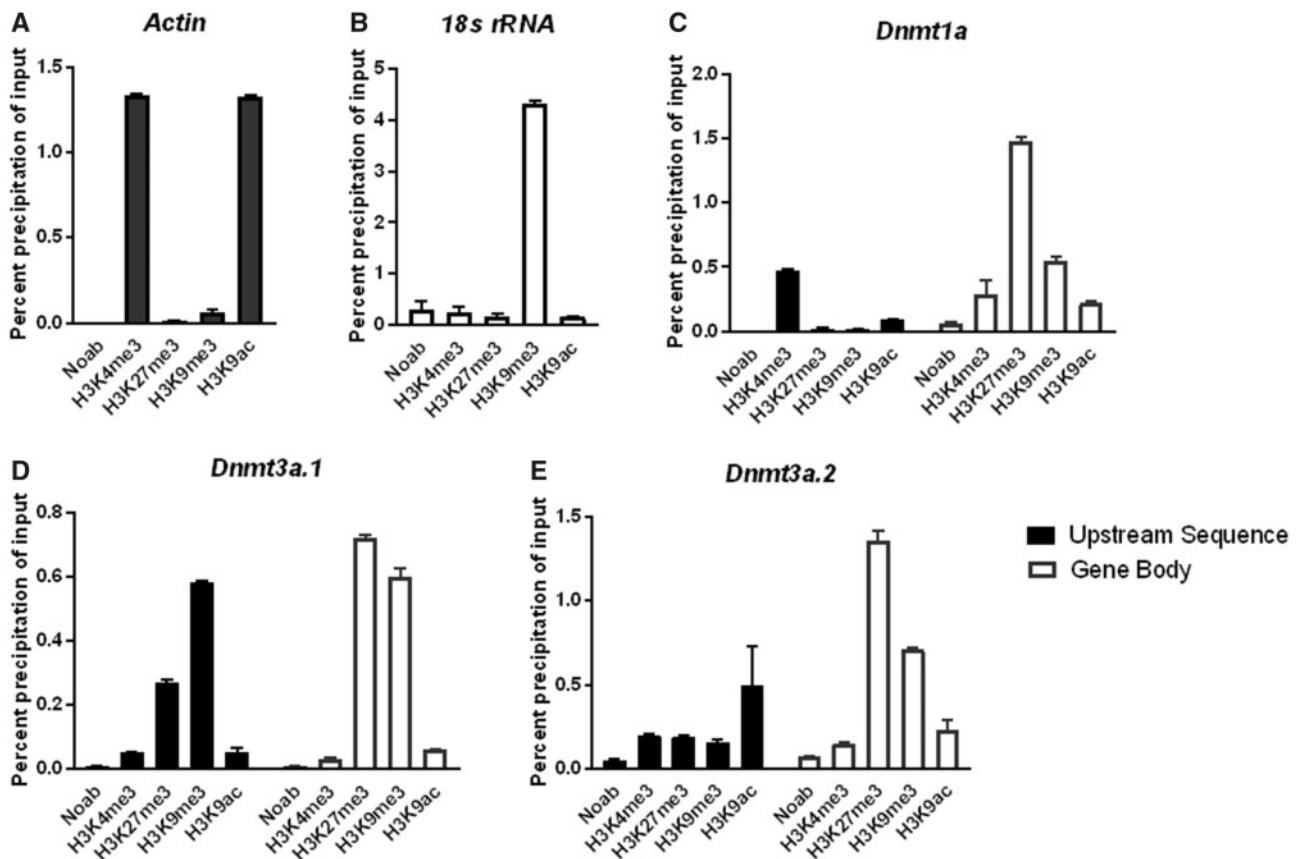 A
Actin
Percent precipitation of input
1.5
1.0
0.5
0.0
Noab
H3K4me3
H3K27me3
H3K9me3
H3K9ac
B
18s rRNA
Percent precipitation of input
5
4
3
2
1
0
Noab
H3K4me3
H3K27me3
H3K9me3
H3K9ac
C
Dnmt1a
Percent precipitation of input
2.0
1.5
1.0
0.5
0.0
Noab
H3K4me3
H3K27me3
H3K9me3
H3K9ac
Noab
H3K4me3
H3K27me3
H3K9me3
H3K9ac
D
Dnmt3a.1
Percent precipitation of input
0.8
0.6
0.4
0.2
0.0
Noab
H3K4me3
H3K27me3
H3K9me3
H3K9ac
Noab
H3K4me3
H3K27me3
H3K9me3
H3K9ac
E
Dnmt3a.2
Percent precipitation of input
1.5
1.0
0.5
0.0
Noab
H3K4me3
H3K27me3
H3K9me3
H3K9ac
Noab
H3K4me3
H3K27me3
H3K9me3
H3K9ac
Upstream Sequence
Gene Body